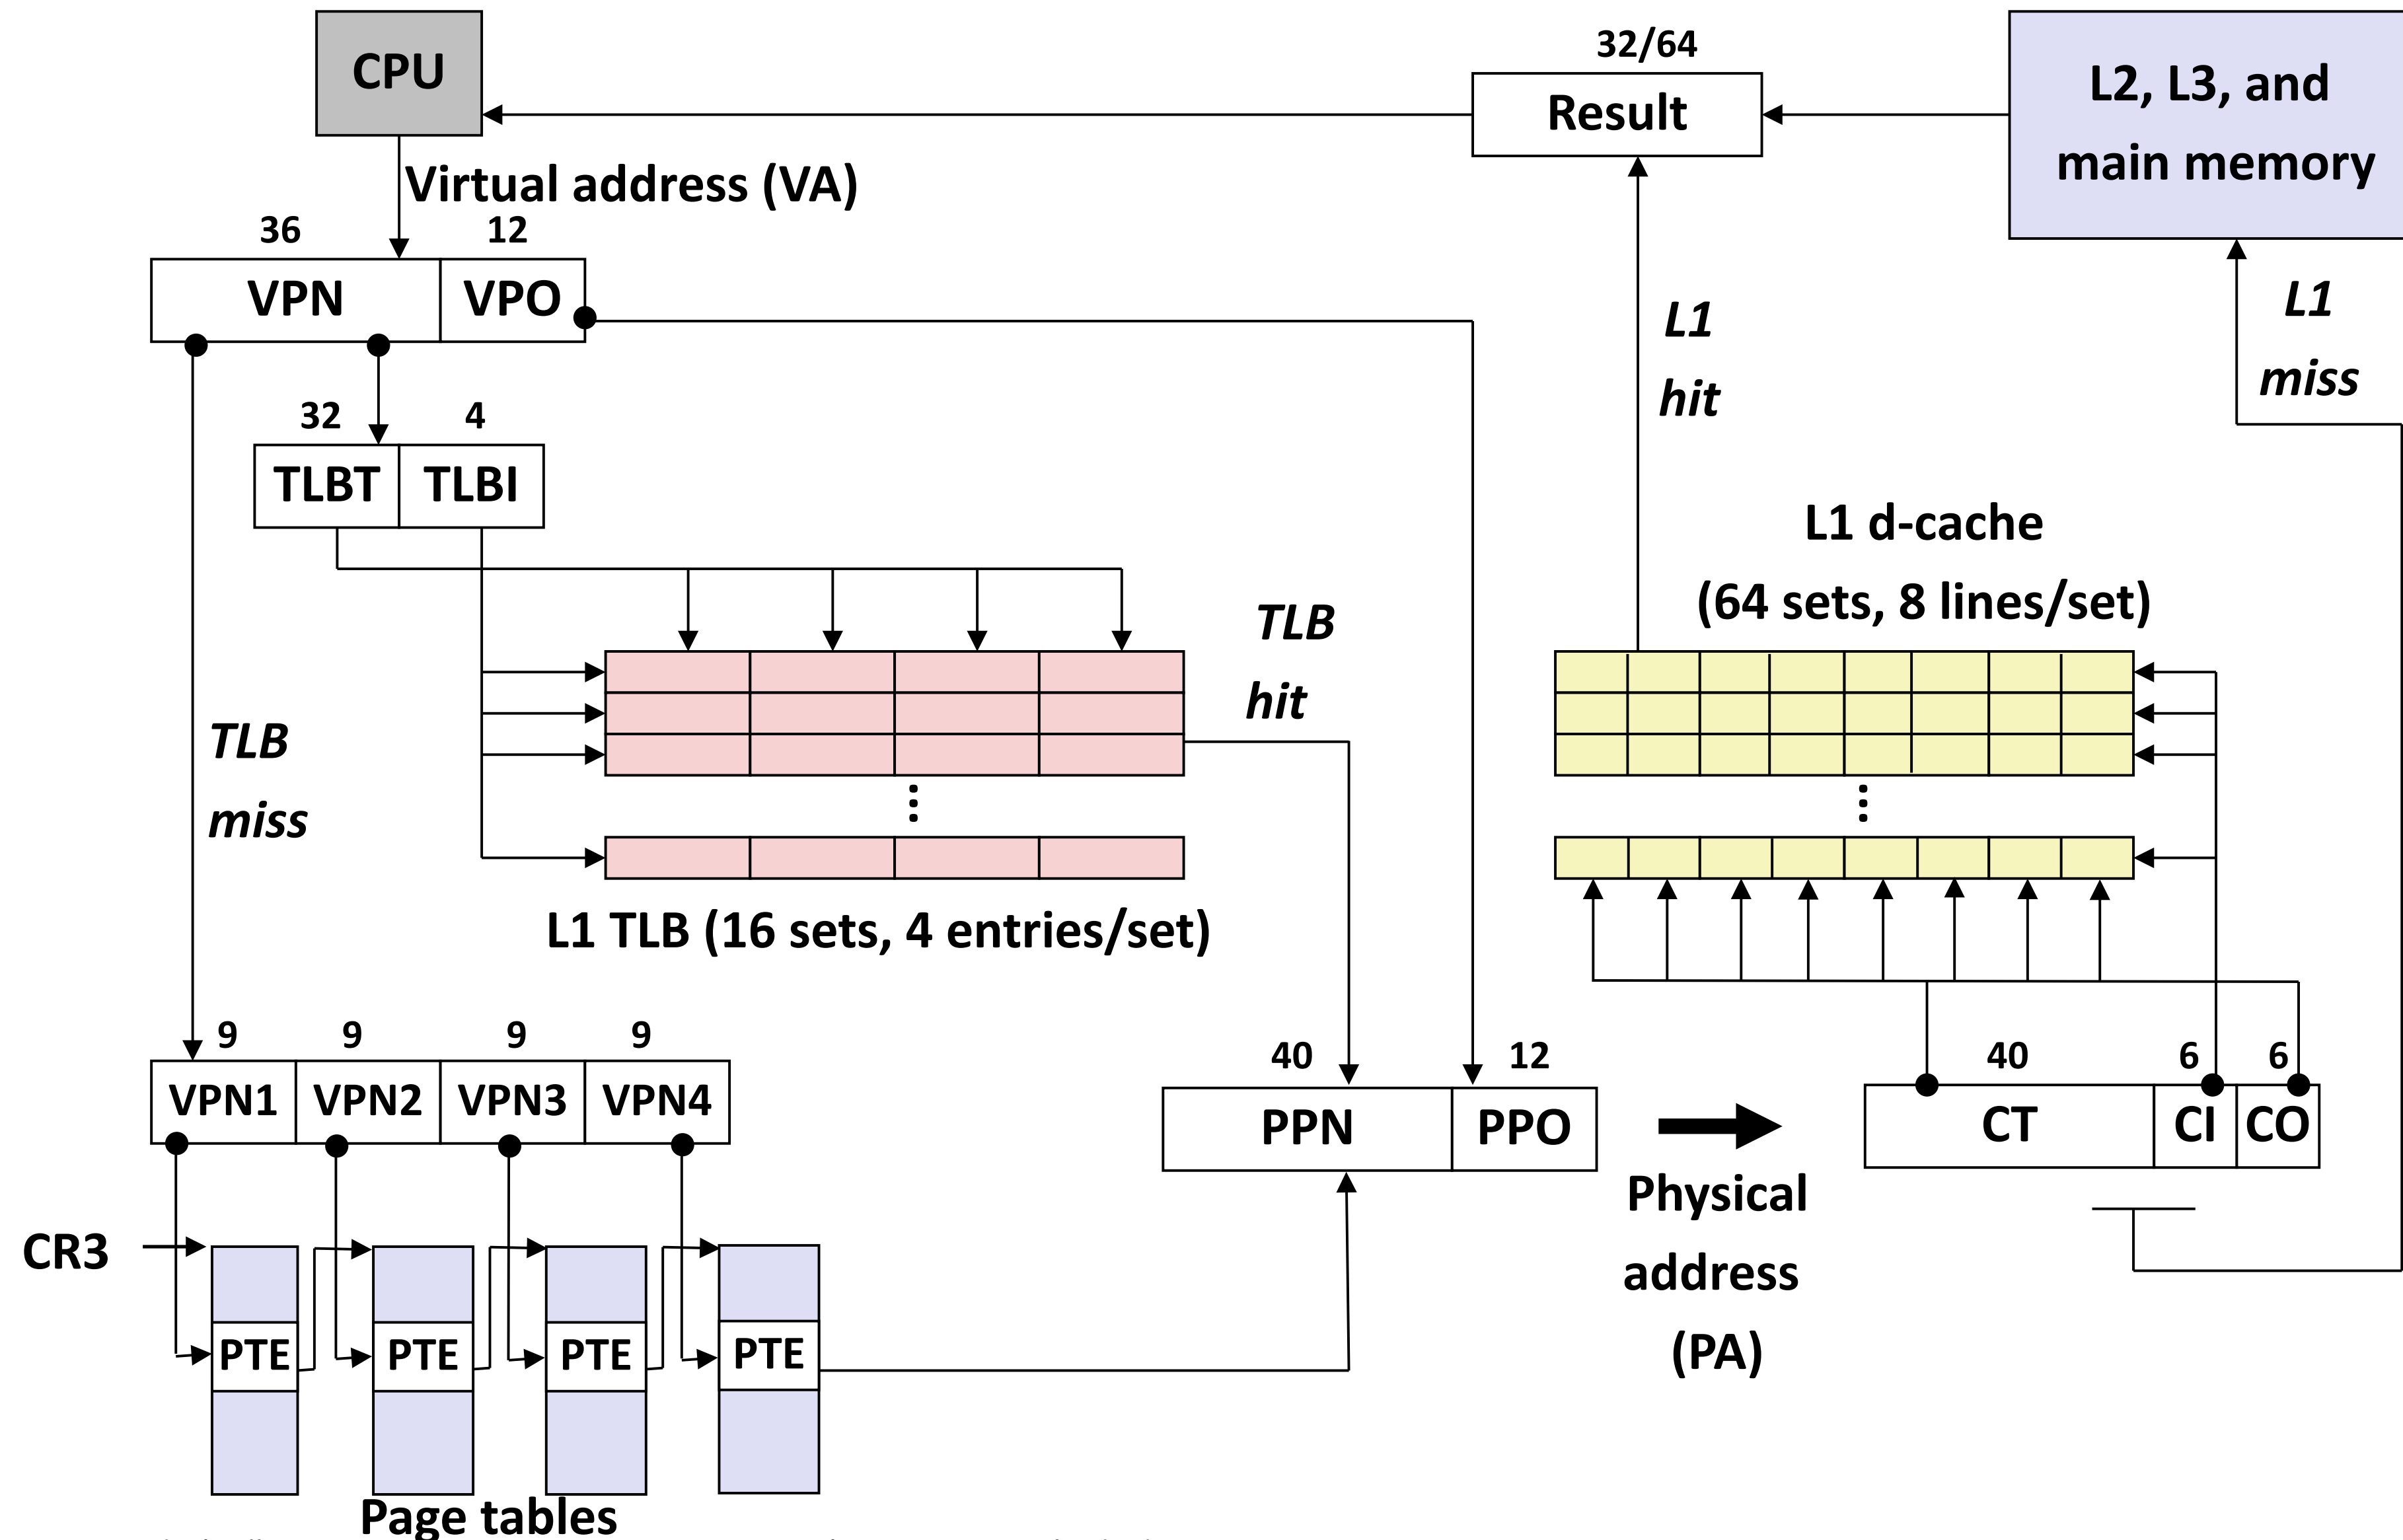 CPU
32/64
Result
L2, L3, and
main memory
Virtual address (VA)
36
12
VPN
VPO
L1
hit
L1
miss
32
4
TLBT
TLBI
L1 d-cache
(64 sets, 8 lines/set)
TLB
hit
TLB
miss
L1 TLB (16 sets, 4 entries/set)
9
9
9
9
VPN1
VPN2
VPN3
VPN4
40
12
PPN
PPO
40
6
6
CT
CI
CO
Physical
address
(PA)
CR3
PTE
PTE
PTE
PTE
Page tables